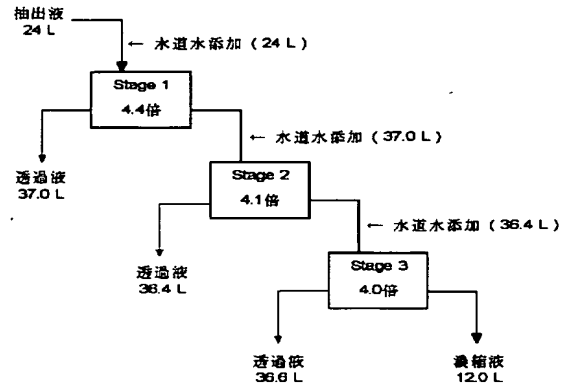 抽出液
24 L
← 水道水添加 (24 L)
Stage 1
4.4倍
← 水道水添加 (37.0 L)
透過液
37.0 L
Stage 2
4.1倍
← 水道水添加 (36.4 L)
透過液
36.4 L
Stage 3
4.0倍
透過液
36.6 L
濃縮液
12.0 L